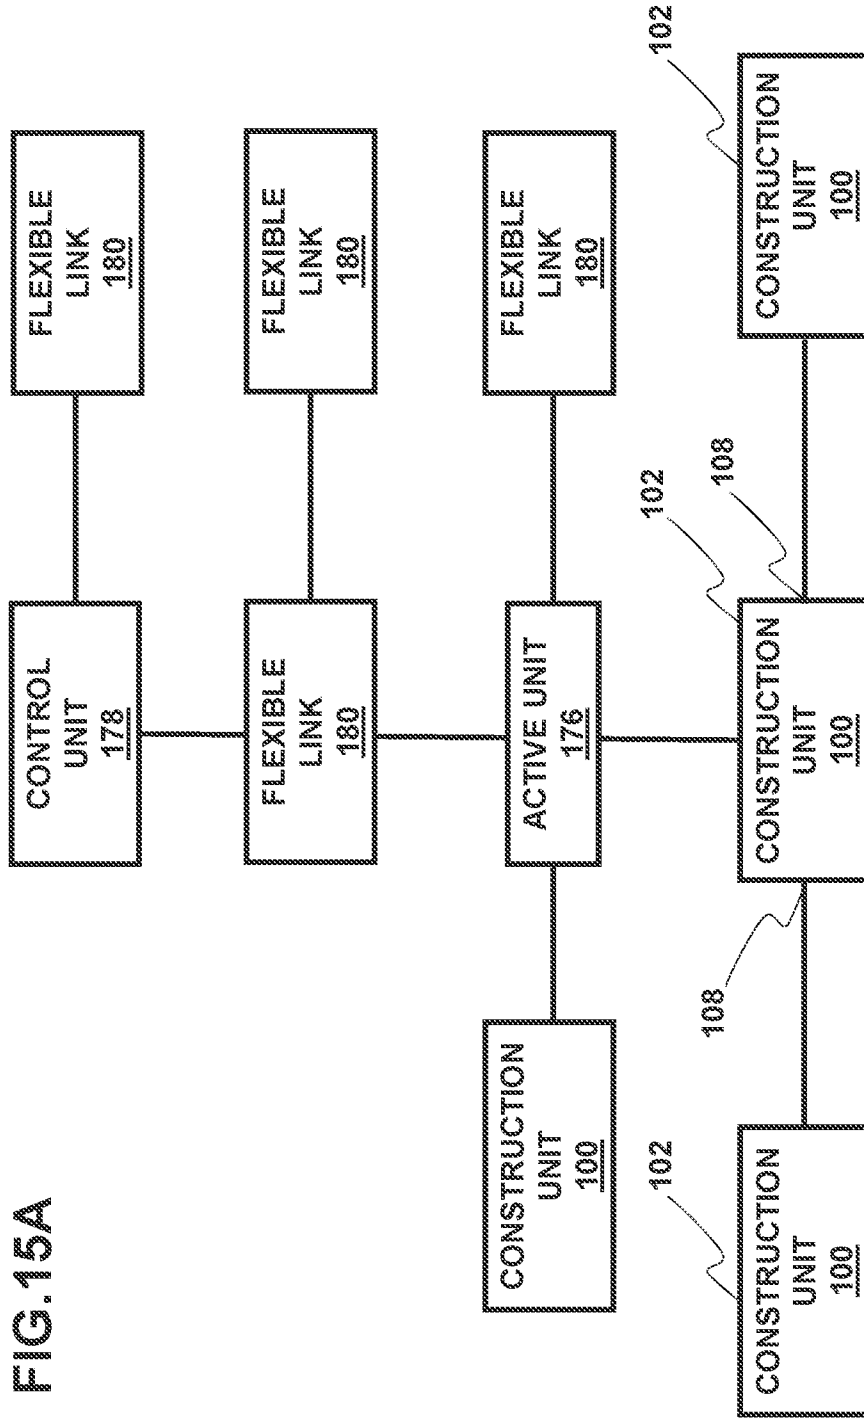 FIG.15A
CONTROL
UNIT
178
FLEXIBLE
LINK
180
FLEXIBLE
LINK
180
FLEXIBLE
LINK
180
CONSTRUCTION
UNIT
100
ACTIVE UNIT
176
FLEXIBLE
LINK
180
102
108
102
108
102
CONSTRUCTION
UNIT
100
CONSTRUCTION
UNIT
100
CONSTRUCTION
UNIT
100